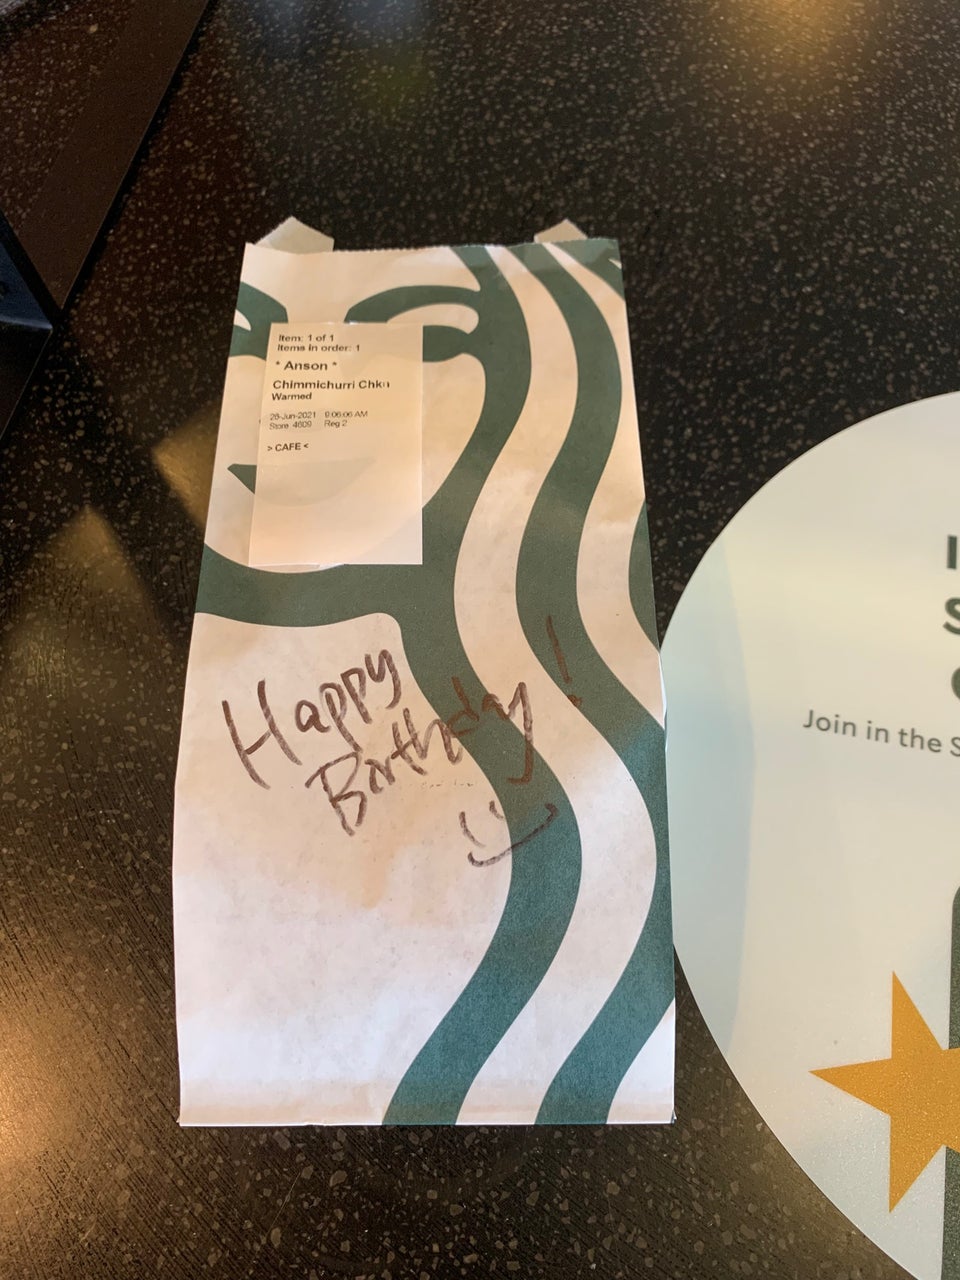 Item: 1 of 1
Items in order: 1
* Anson *
Chimmichurri Chkn
Warmed
26-Jun-2021 9:06:06 AM
Store 4609 Reg 2
> CAFE <
Happy
Birthday!
I
S
Join in the S